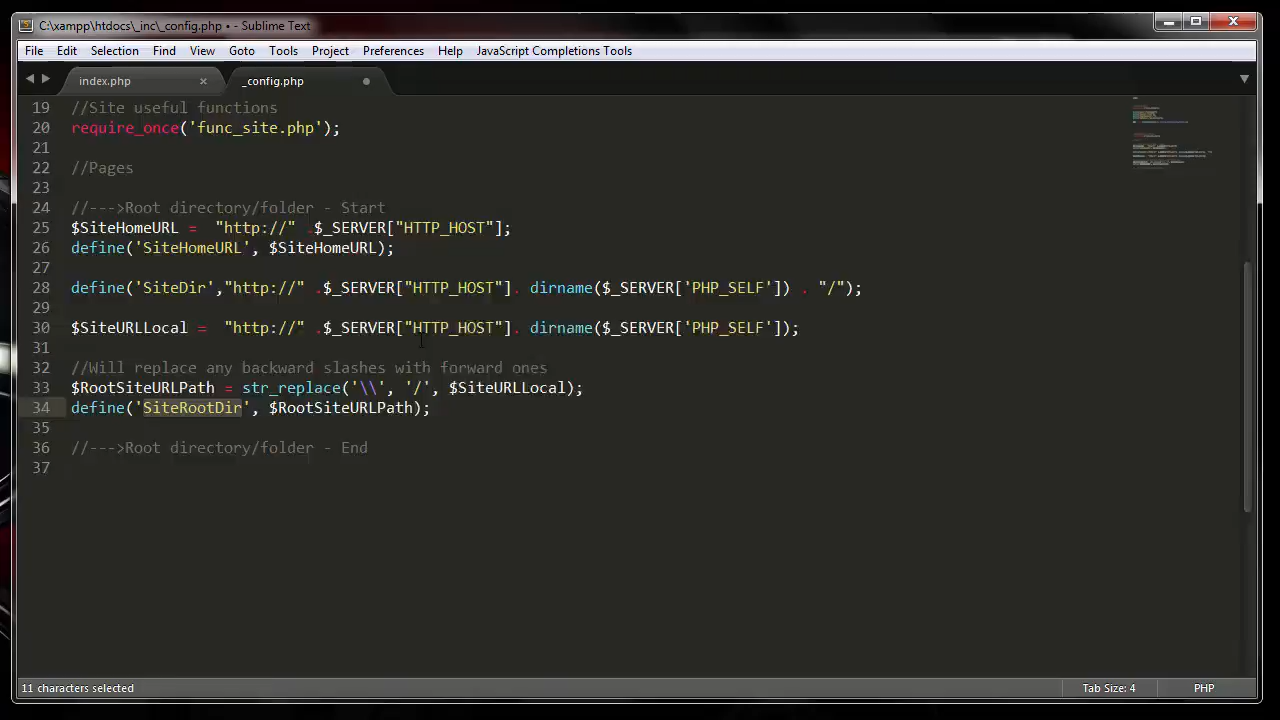 C:\xampp\htdocs\_inc\_config.php • - Sublime Text
File Edit Selection Find View Goto Tools Project Preferences Help JavaScript Completions Tools
index.php × _config.php
19 //Site useful functions
20 require_once('func_site.php');
21
22 //Pages
23
24 //--->Root directory/folder - Start
25 $SiteHomeURL =  "http://" .$_SERVER["HTTP_HOST"];
26 define('SiteHomeURL', $SiteHomeURL);
27
28 define('SiteDir',"http://" .$_SERVER["HTTP_HOST"]. dirname($_SERVER['PHP_SELF']) . "/");
29
30 $SiteURLLocal =  "http://" .$_SERVER["HTTP_HOST"]. dirname($_SERVER['PHP_SELF']);
31
32 //Will replace any backward slashes with forward ones
33 $RootSiteURLPath = str_replace('\\', '/', $SiteURLLocal);
34 define('SiteRootDir', $RootSiteURLPath);
35
36 //--->Root directory/folder - End
37
11 characters selected Tab Size: 4 PHP